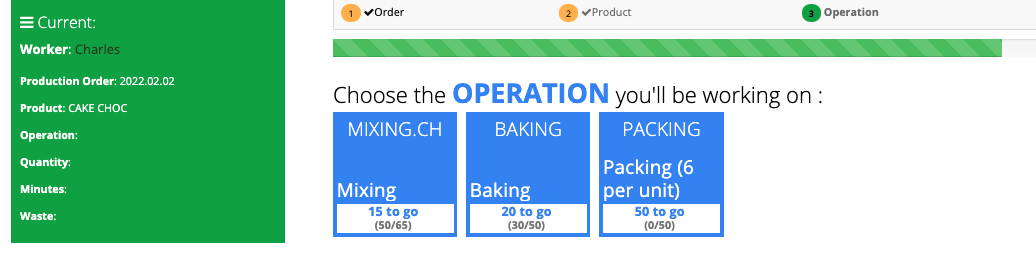 Current:
Worker: Charles
Production Order: 2022.02.02
Product: CAKE CHOC
Operation:
Quantity:
Minutes:
Waste:
1 Order
2 Product
3 Operation
Choose the OPERATION you'll be working on :
MIXING.CH
Mixing
15 to go
(50/65)
BAKING
Baking
20 to go
(30/50)
PACKING
Packing (6
per unit)
50 to go
(0/50)